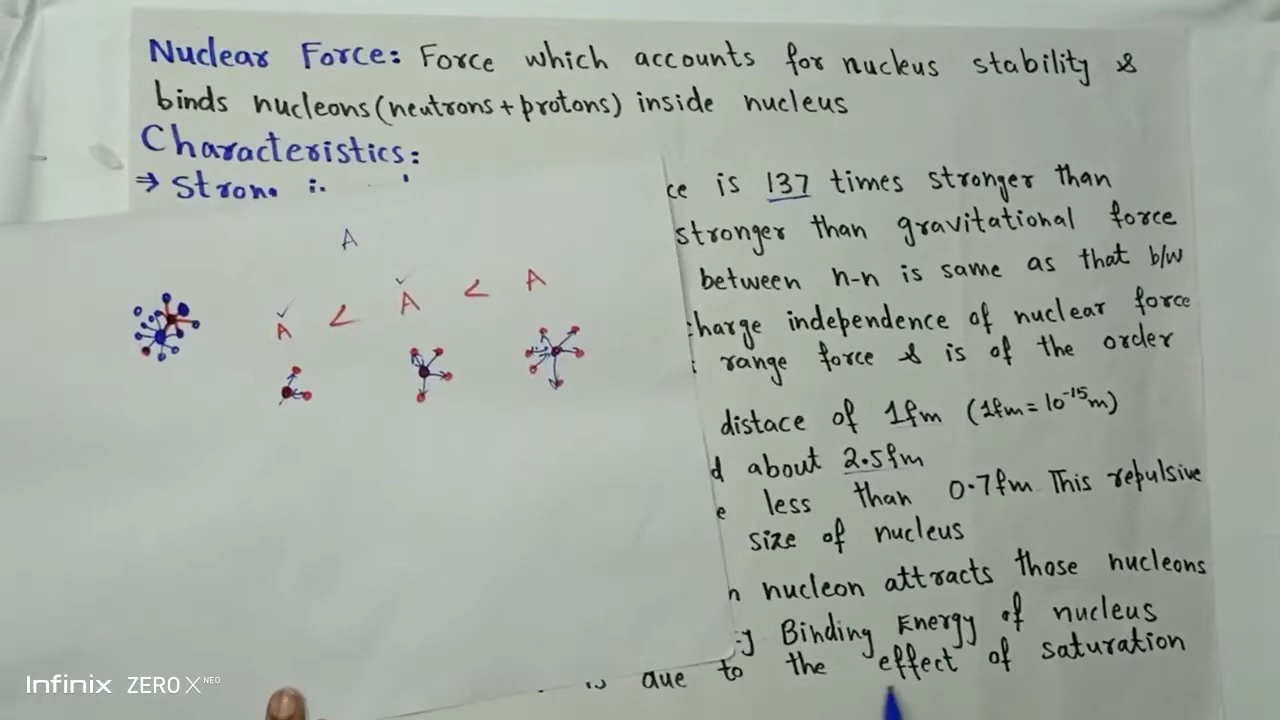 Nuclear Force: Force which accounts for nucleus stability &
binds nucleons (neutrons + protons) inside nucleus
Characteristics:
⇒ Stron
ce is 137 times stronger than
stronger than gravitational force
between n-n is same as that b/w
charge independence of nuclear force
range force & is of the order
distace of 1fm (1fm = 10⁻¹⁵m)
d about 2.5fm
e less than 0.7fm This repulsive
size of nucleus
n nucleon attracts those nucleons
Binding Energy of nucleus
due to the effect of saturation
A
A < A < A
Infinix ZERO X NEO